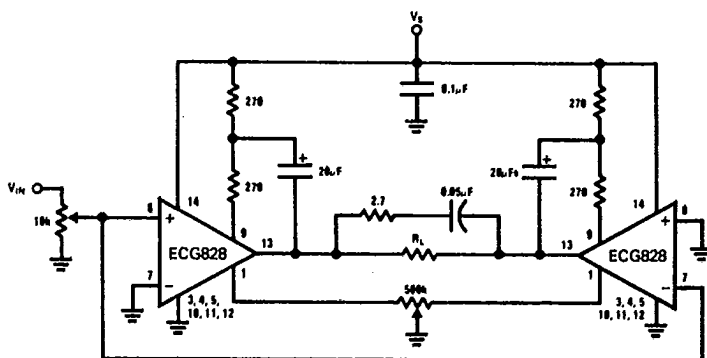 Vs
0.1µF
270
270
+
20µF
+
20µFs
270
270
14
14
Vin
10k
6
+
9
ECG828
13
2.7
0.05µF
RL
13
9
+
6
ECG828
7
−
1
500k
1
−
7
3, 4, 5,
10, 11, 12
3, 4, 5,
10, 11, 12